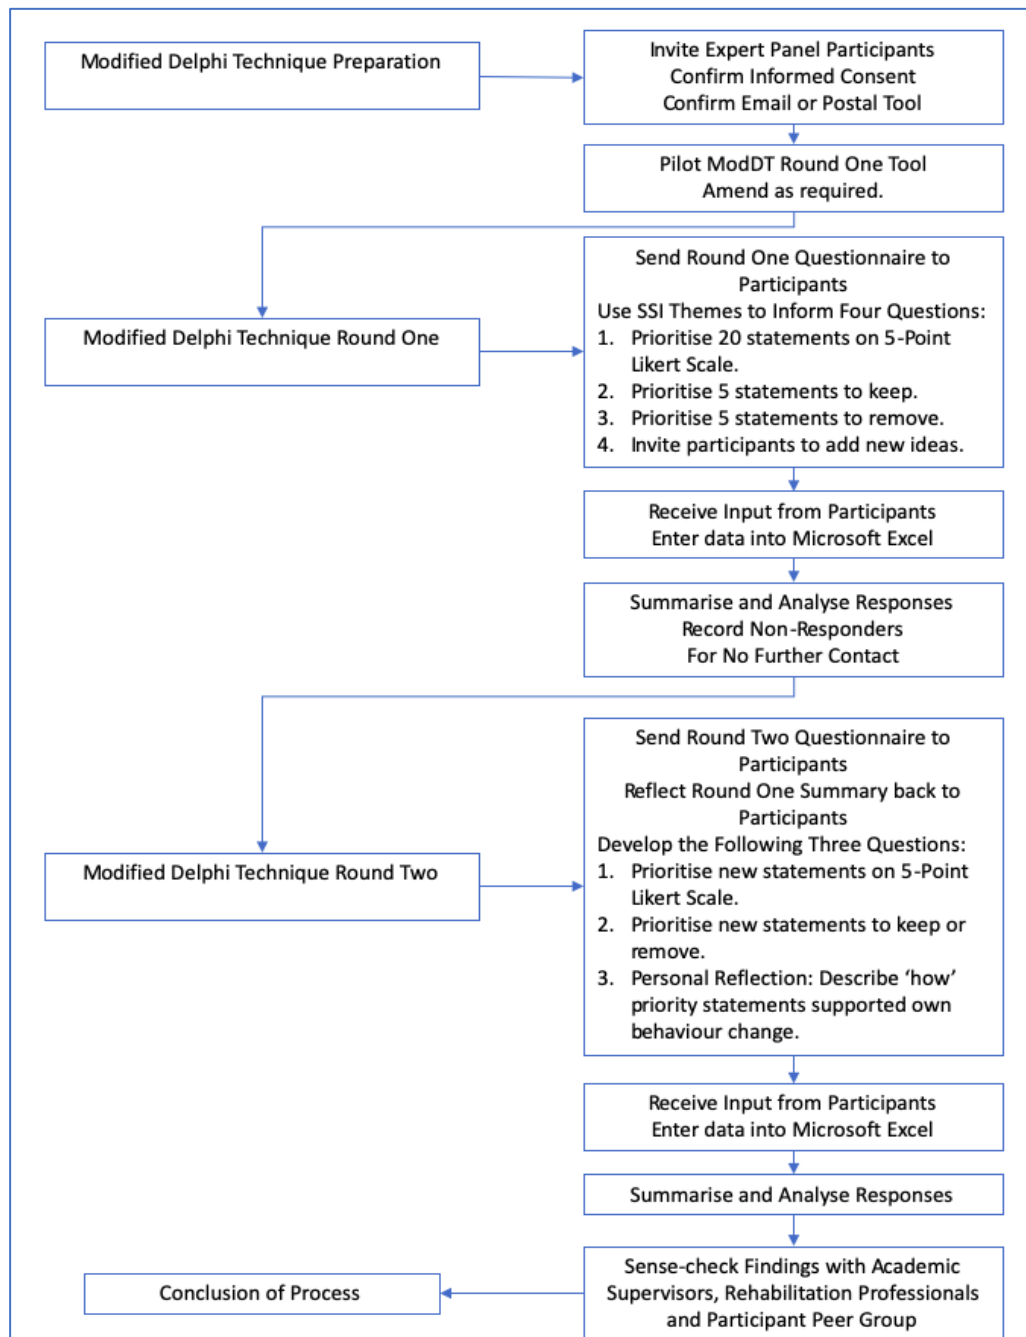 Modified Delphi Technique Preparation
Invite Expert Panel Participants
Confirm Informed Consent
Confirm Email or Postal Tool
Pilot ModDT Round One Tool
Amend as required.
Modified Delphi Technique Round One
Send Round One Questionnaire to
Participants
Use SSI Themes to Inform Four Questions:
1. Prioritise 20 statements on 5-Point
Likert Scale.
2. Prioritise 5 statements to keep.
3. Prioritise 5 statements to remove.
4. Invite participants to add new ideas.
Receive Input from Participants
Enter data into Microsoft Excel
Summarise and Analyse Responses
Record Non-Responders
For No Further Contact
Modified Delphi Technique Round Two
Send Round Two Questionnaire to
Participants
Reflect Round One Summary back to
Participants
Develop the Following Three Questions:
1. Prioritise new statements on 5-Point
Likert Scale.
2. Prioritise new statements to keep or
remove.
3. Personal Reflection: Describe ‘how’
priority statements supported own
behaviour change.
Receive Input from Participants
Enter data into Microsoft Excel
Summarise and Analyse Responses
Sense-check Findings with Academic
Supervisors, Rehabilitation Professionals
and Participant Peer Group
Conclusion of Process